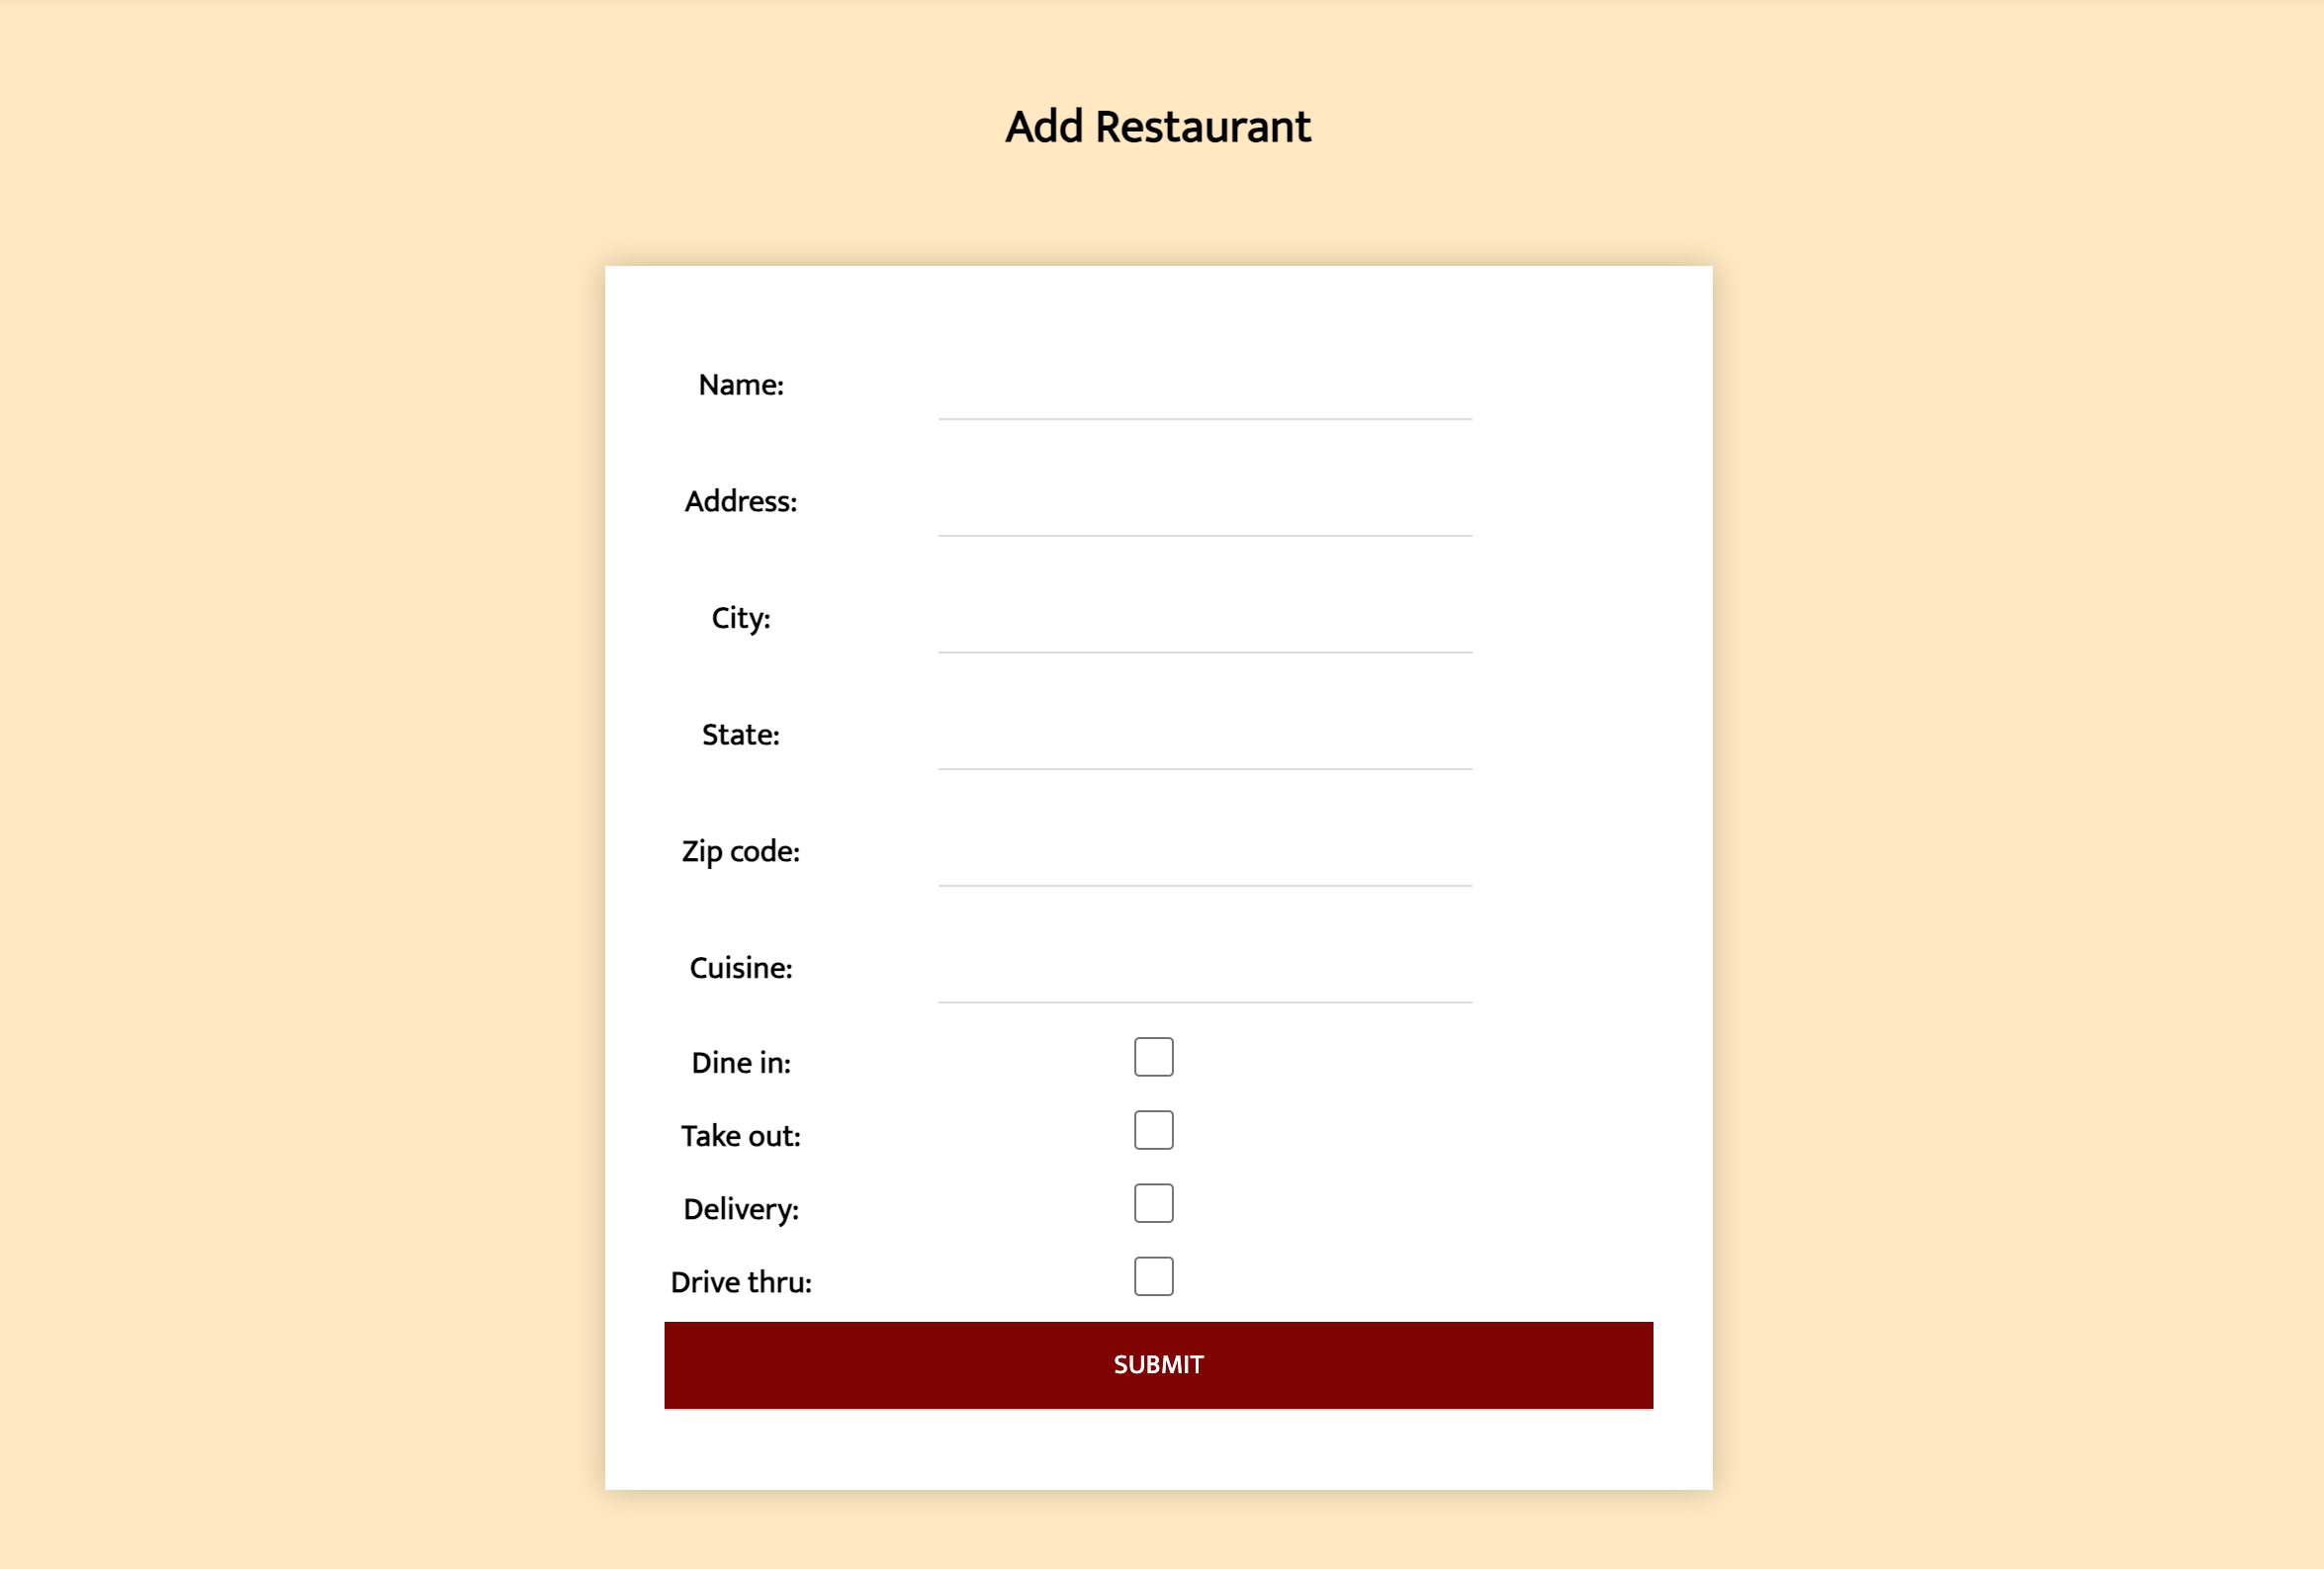 Add Restaurant
Name:
Address:
City:
State:
Zip code:
Cuisine:
Dine in:
Take out:
Delivery:
Drive thru:
SUBMIT